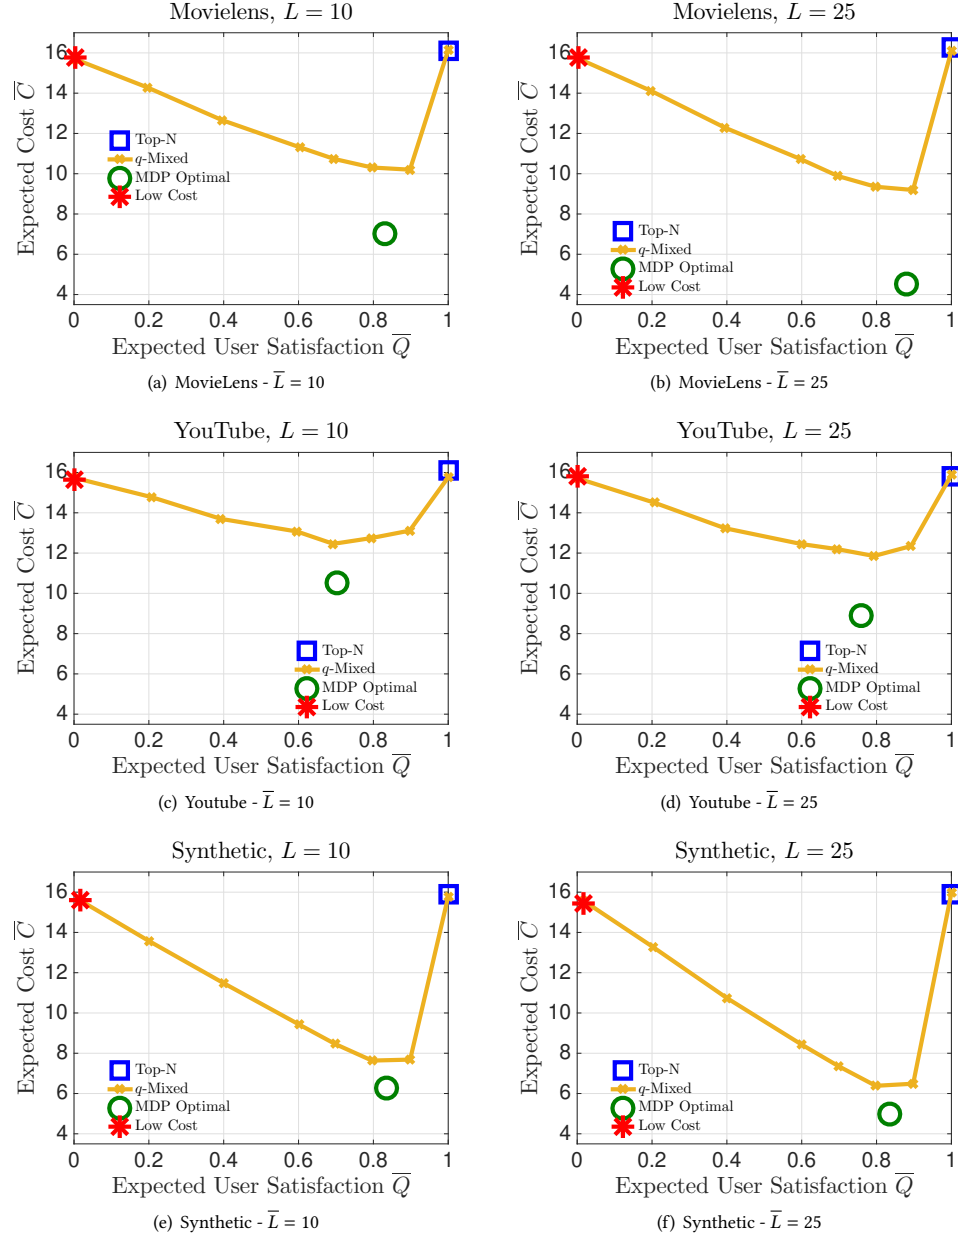 Movielens, L = 10
Expected Cost C̅
16
14
12
10
8
6
4
Top-N
q-Mixed
MDP Optimal
Low Cost
0 0.2 0.4 0.6 0.8 1
Expected User Satisfaction Q̅
(a) MovieLens - L̅ = 10
Movielens, L = 25
Expected Cost C̅
16
14
12
10
8
6
4
Top-N
q-Mixed
MDP Optimal
Low Cost
0 0.2 0.4 0.6 0.8 1
Expected User Satisfaction Q̅
(b) MovieLens - L̅ = 25
YouTube, L = 10
Expected Cost C̅
16
14
12
10
8
6
4
Top-N
q-Mixed
MDP Optimal
Low Cost
0 0.2 0.4 0.6 0.8 1
Expected User Satisfaction Q̅
(c) Youtube - L̅ = 10
YouTube, L = 25
Expected Cost C̅
16
14
12
10
8
6
4
Top-N
q-Mixed
MDP Optimal
Low Cost
0 0.2 0.4 0.6 0.8 1
Expected User Satisfaction Q̅
(d) Youtube - L̅ = 25
Synthetic, L = 10
Expected Cost C̅
16
14
12
10
8
6
4
Top-N
q-Mixed
MDP Optimal
Low Cost
0 0.2 0.4 0.6 0.8 1
Expected User Satisfaction Q̅
(e) Synthetic - L̅ = 10
Synthetic, L = 25
Expected Cost C̅
16
14
12
10
8
6
4
Top-N
q-Mixed
MDP Optimal
Low Cost
0 0.2 0.4 0.6 0.8 1
Expected User Satisfaction Q̅
(f) Synthetic - L̅ = 25